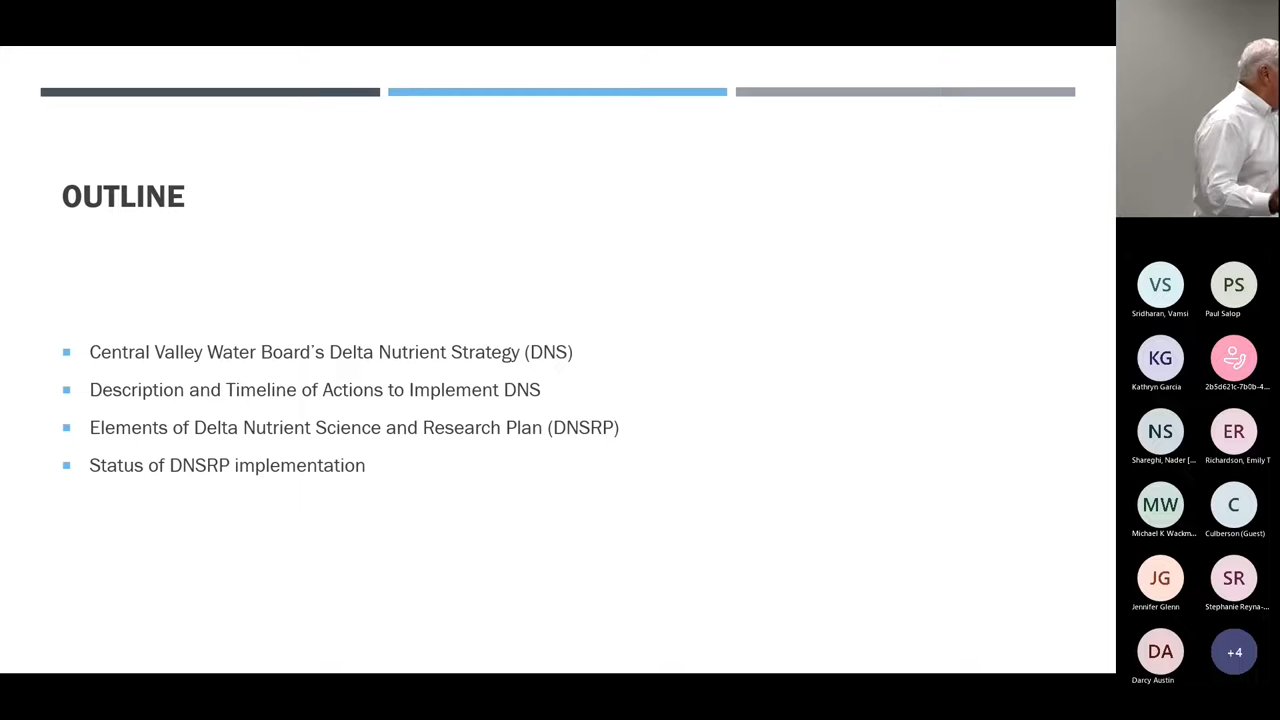 OUTLINE
Central Valley Water Board's Delta Nutrient Strategy (DNS)
Description and Timeline of Actions to Implement DNS
Elements of Delta Nutrient Science and Research Plan (DNSRP)
Status of DNSRP implementation
VS
PS
Sridharan, Vamsi
Paul Salop
KG
Kathryn Garcia
2b5d621c-7b0b-4...
NS
ER
Shareghi, Nader [...
Richardson, Emily T
MW
C
Michael K Wackm...
Culberson (Guest)
JG
SR
Jennifer Glenn
Stephanie Reyna-...
DA
+4
Darcy Austin